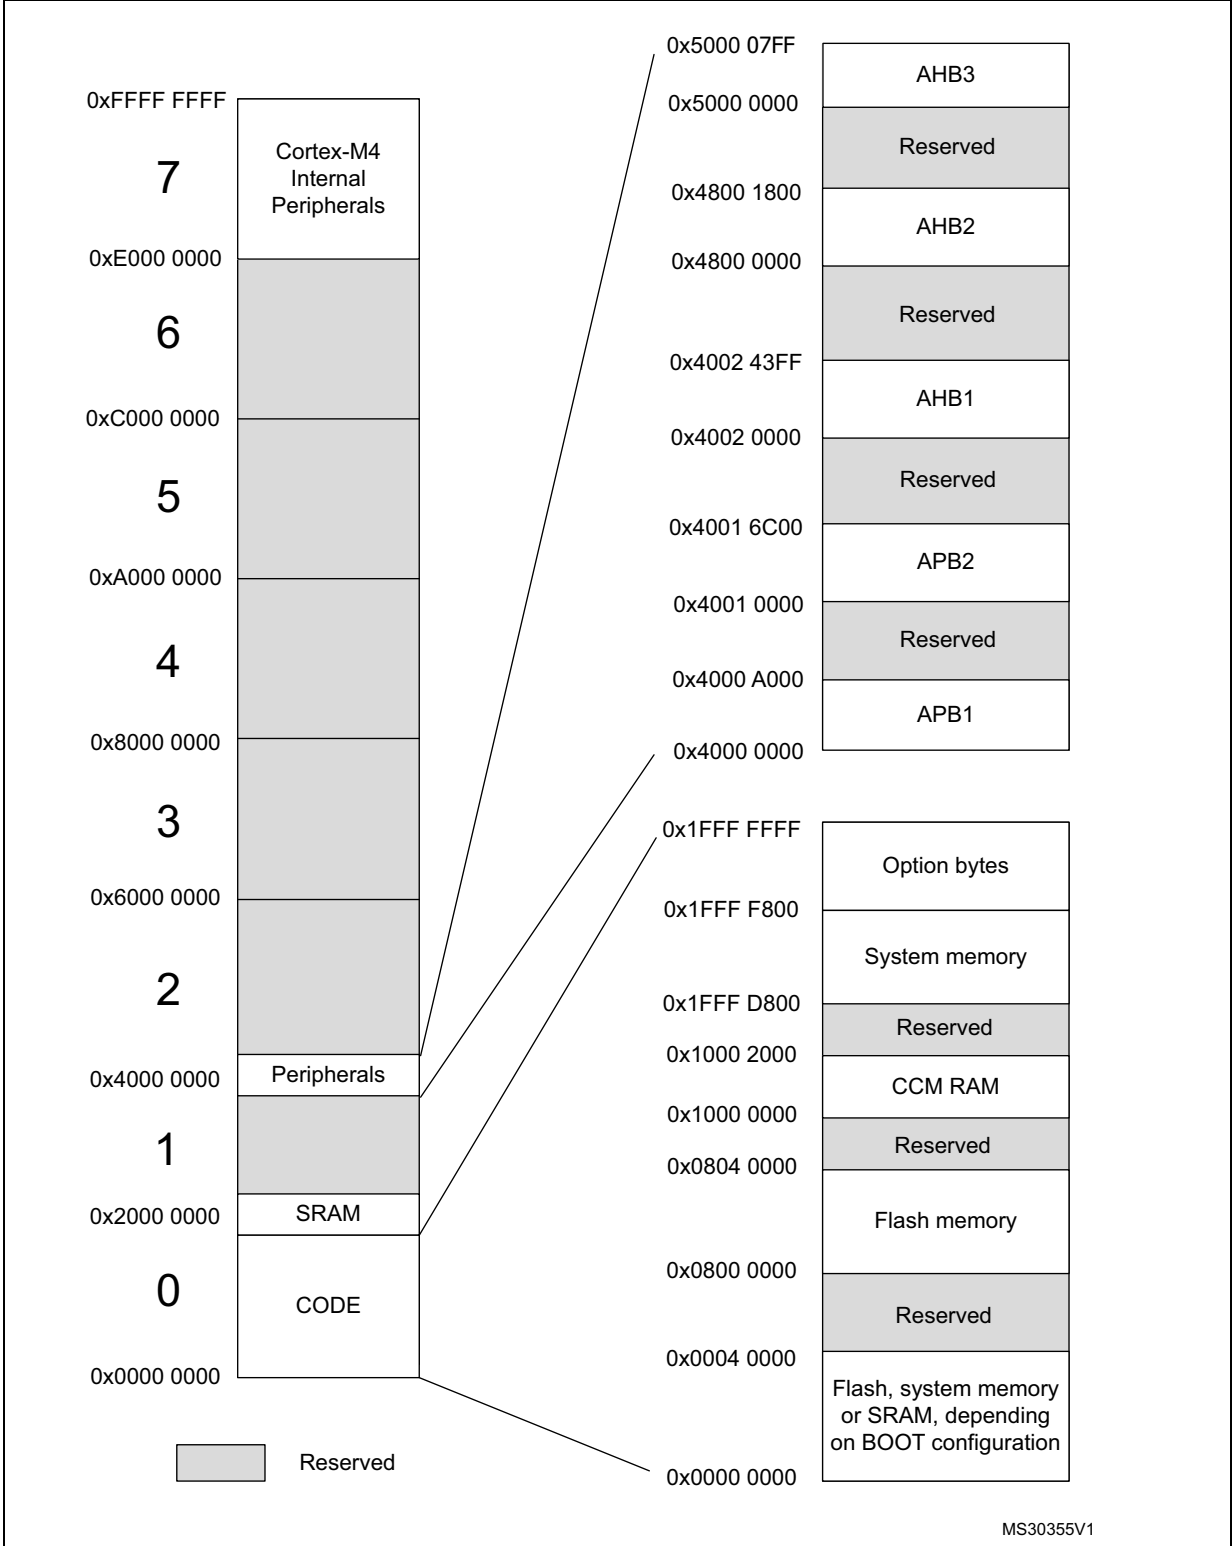 0xFFFF FFFF
7
Cortex-M4
Internal
Peripherals
0xE000 0000
6
0xC000 0000
5
0xA000 0000
4
0x8000 0000
3
0x6000 0000
2
Peripherals
0x4000 0000
1
SRAM
0x2000 0000
0
CODE
0x0000 0000
Reserved
0x5000 07FF
AHB3
0x5000 0000
Reserved
0x4800 1800
AHB2
0x4800 0000
Reserved
0x4002 43FF
AHB1
0x4002 0000
Reserved
0x4001 6C00
APB2
0x4001 0000
Reserved
0x4000 A000
APB1
0x4000 0000
0x1FFF FFFF
Option bytes
0x1FFF F800
System memory
0x1FFF D800
Reserved
0x1000 2000
CCM RAM
0x1000 0000
Reserved
0x0804 0000
Flash memory
0x0800 0000
Reserved
0x0004 0000
Flash, system memory
or SRAM, depending
on BOOT configuration
0x0000 0000
MS30355V1